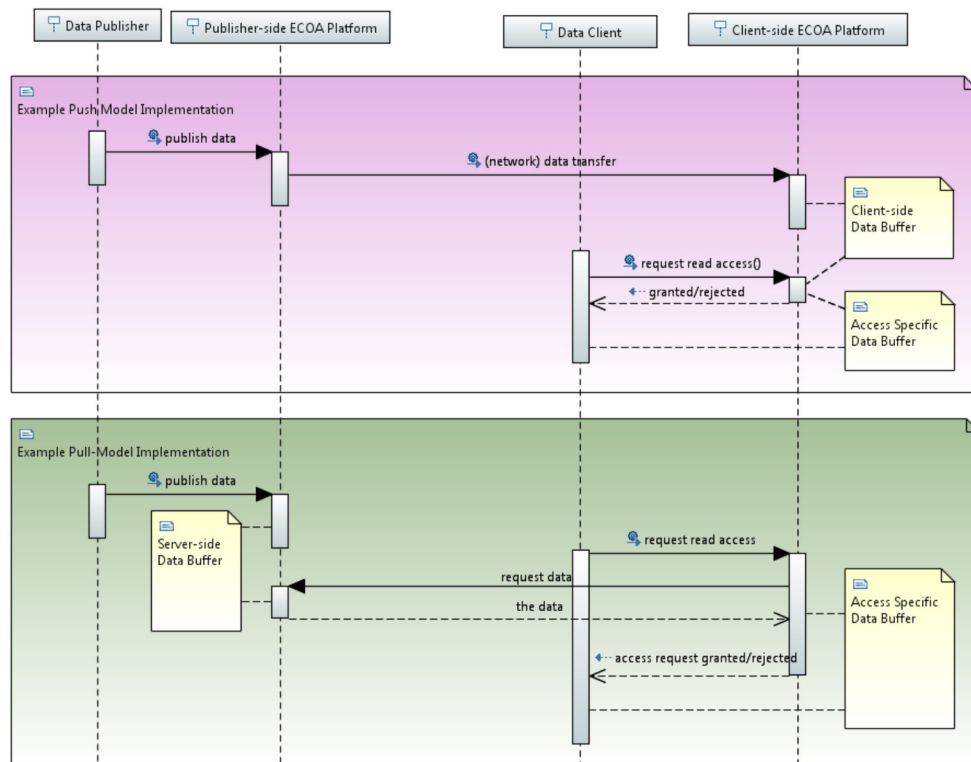 Data Publisher
Publisher-side ECOA Platform
Data Client
Client-side ECOA Platform
Example Push Model Implementation
publish data
(network) data transfer
Client-side
Data Buffer
request read access()
granted/rejected
Access Specific
Data Buffer
Example Pull-Model Implementation
publish data
Server-side
Data Buffer
request read access
request data
the data
Access Specific
Data Buffer
access request granted/rejected